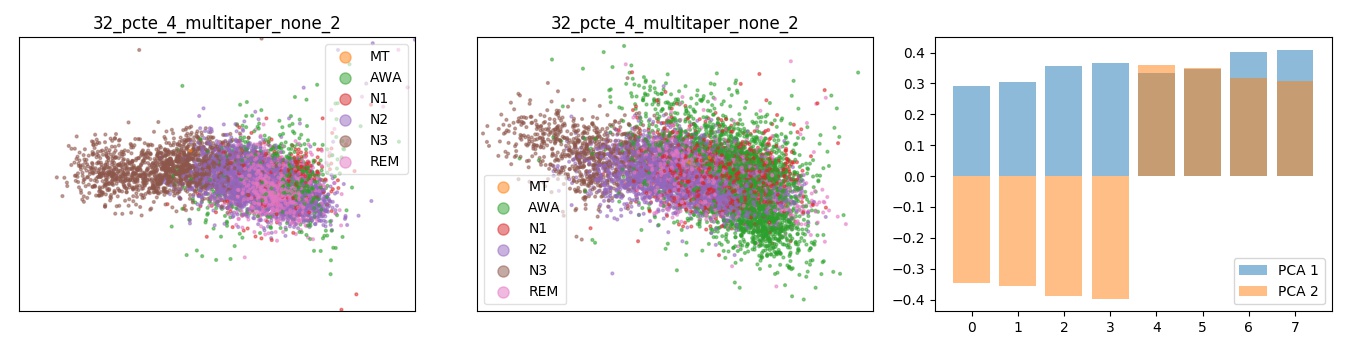 32_pcte_4_multitaper_none_2
MT
AWA
N1
N2
N3
REM
32_pcte_4_multitaper_none_2
MT
AWA
N1
N2
N3
REM
0.4
0.3
0.2
0.1
0.0
−0.1
−0.2
−0.3
−0.4
PCA 1
PCA 2
0 1 2 3 4 5 6 7